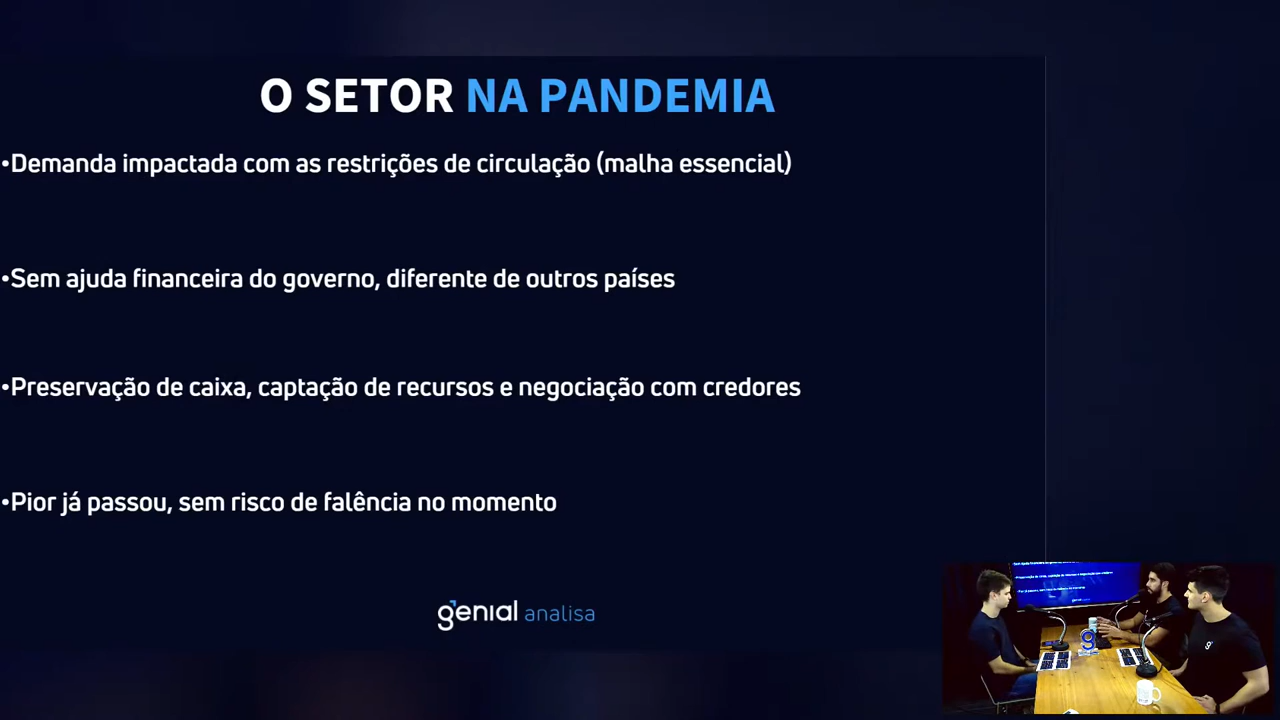 O SETOR NA PANDEMIA
•Demanda impactada com as restrições de circulação (malha essencial)
•Sem ajuda financeira do governo, diferente de outros países
•Preservação de caixa, captação de recursos e negociação com credores
•Pior já passou, sem risco de falência no momento
genial analisa